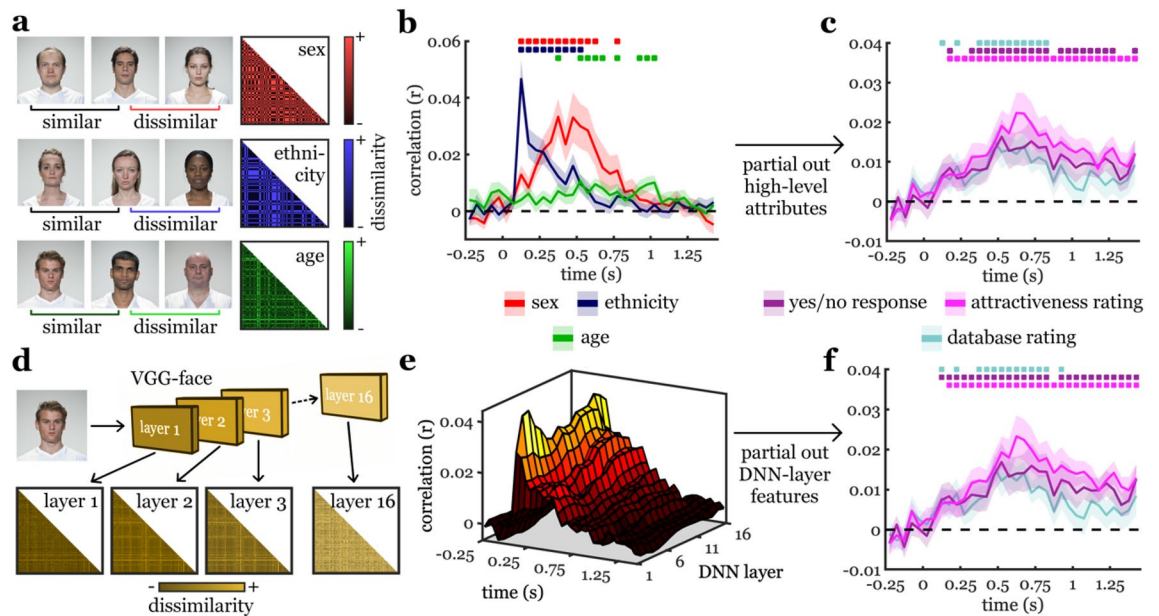 a
sex
similar
dissimilar
ethni-
city
similar
dissimilar
age
similar
dissimilar
+
-
+
-
+
-
dissimilarity
b
0.06
0.04
0.02
0
correlation (r)
-0.25
0
0.25
0.75
1
1.25
time (s)
sex
ethnicity
age
partial out
high-level
attributes
c
0.04
0.03
0.02
0.01
0
-0.01
-0.25
0
0.25
0.5
0.75
1
1.25
time (s)
yes/no response
attractiveness rating
database rating
d
VGG-face
layer 1
layer 2
layer 3
layer 16
layer 1
layer 2
layer 3
layer 16
-
+
dissimilarity
e
0.04
0.02
0
correlation (r)
-0.25
0.25
0.75
1.25
time (s)
1
6
11
16
DNN layer
partial out
DNN-layer
features
f
0.04
0.03
0.02
0.01
0
-0.01
-0.25
0
0.25
0.5
0.75
1
1.25
time (s)